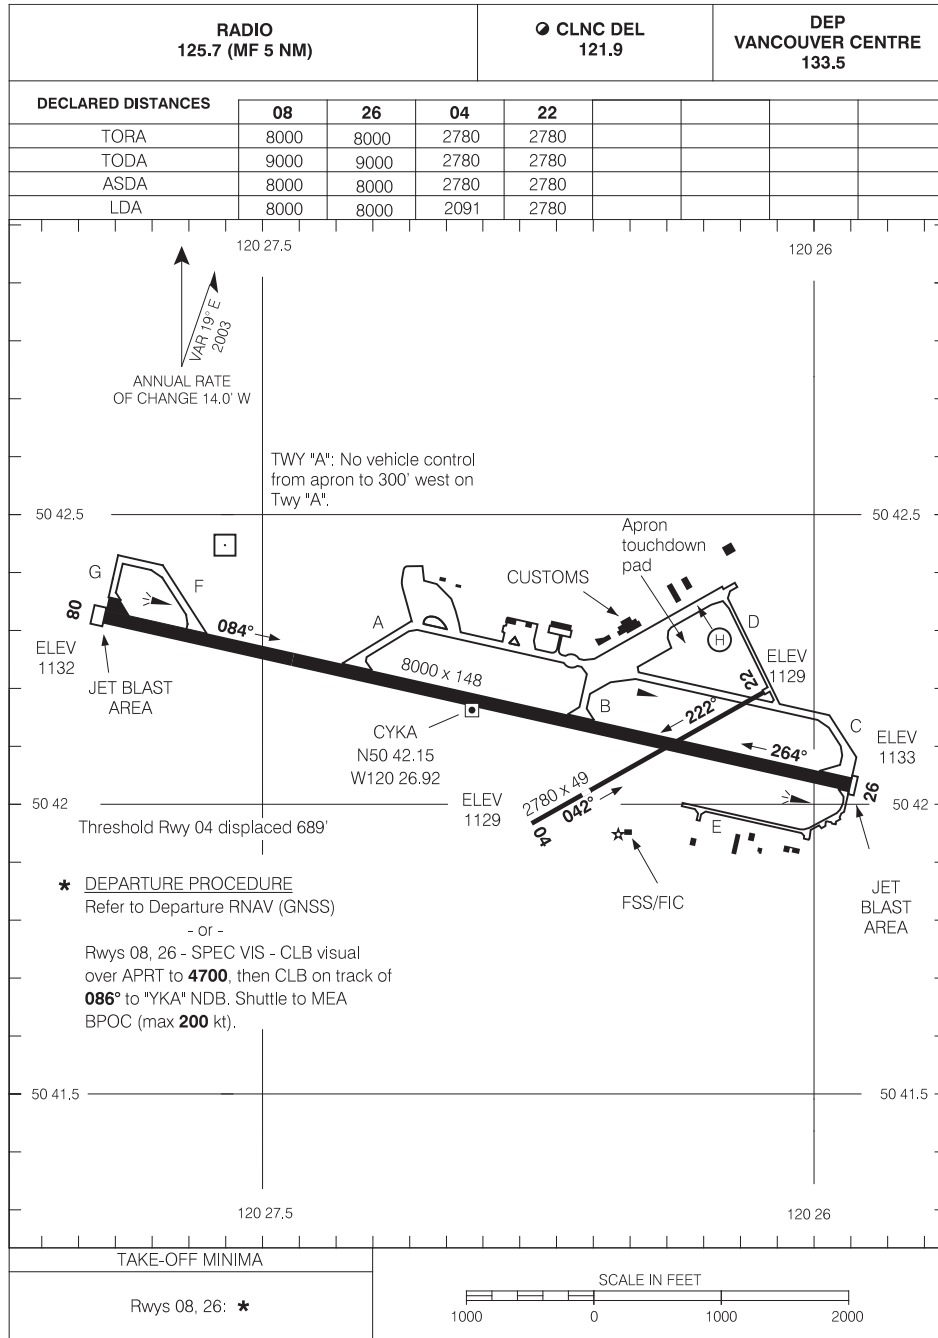 RADIO
125.7 (MF 5 NM)
CLNC DEL
121.9
DEP
VANCOUVER CENTRE
133.5
DECLARED DISTANCES 08 26 04 22
TORA 8000 8000 2780 2780
TODA 9000 9000 2780 2780
ASDA 8000 8000 2780 2780
LDA 8000 8000 2091 2780
120 27.5 120 26
VAR 19° E
2003
ANNUAL RATE
OF CHANGE 14.0' W
TWY "A": No vehicle control
from apron to 300' west on
Twy "A".
50 42.5 50 42.5
Apron
touchdown
pad
CUSTOMS
G
F
08
084°
A
D
H
ELEV
1132
ELEV
1129
JET BLAST
AREA
8000 x 148
22
B
222°
C
CYKA
N50 42.15
W120 26.92
264°
ELEV
1133
26
ELEV
1129
2780 x 49
042°
04
50 42 50 42
E
Threshold Rwy 04 displaced 689'
FSS/FIC
JET
BLAST
AREA
* DEPARTURE PROCEDURE
Refer to Departure RNAV (GNSS)
- or -
Rwys 08, 26 - SPEC VIS - CLB visual
over APRT to 4700, then CLB on track of
086° to "YKA" NDB. Shuttle to MEA
BPOC (max 200 kt).
50 41.5 50 41.5
120 27.5 120 26
TAKE-OFF MINIMA
Rwys 08, 26: *
SCALE IN FEET
1000 0 1000 2000